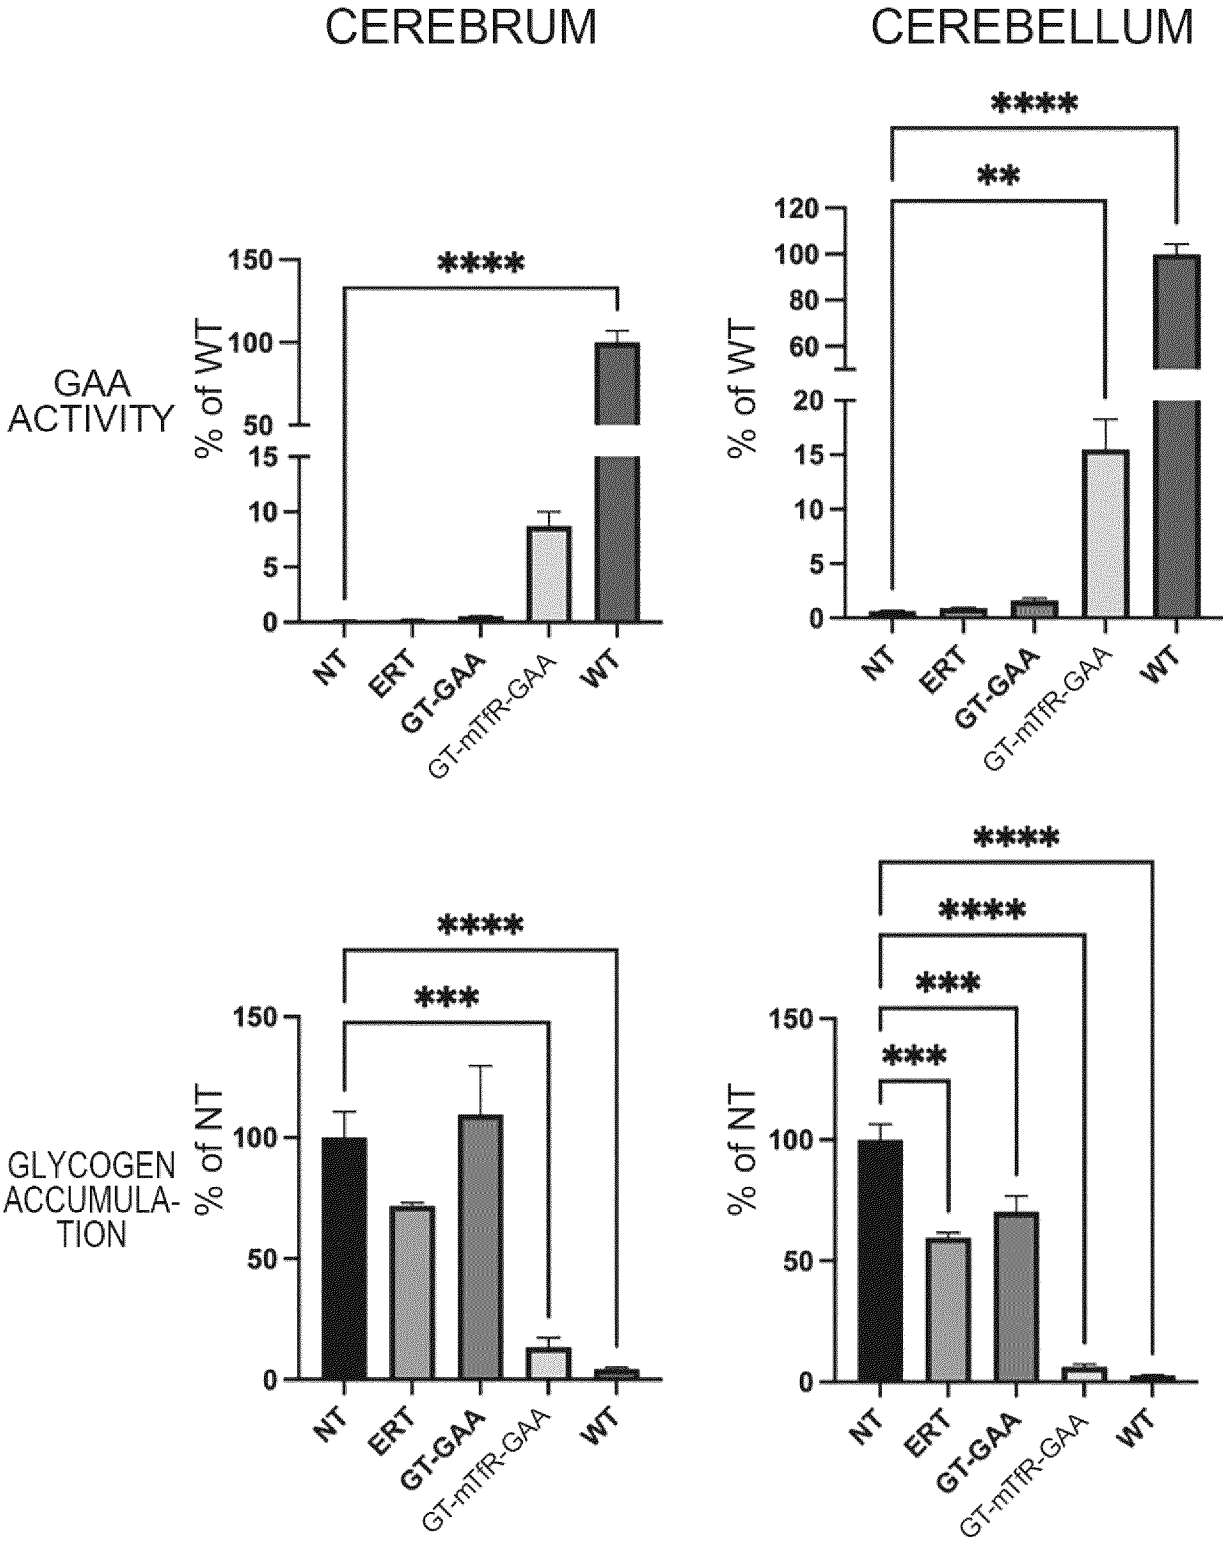 CEREBRUM
CEREBELLUM
GAA
ACTIVITY
% of WT
150
100
50
15
10
5
0
****
NT
ERT
GT-GAA
GT-mTfR-GAA
WT
% of WT
120
100
80
60
20
15
10
5
0
****
**
NT
ERT
GT-GAA
GT-mTfR-GAA
WT
GLYCOGEN
ACCUMULA-
TION
% of NT
150
100
50
0
****
***
NT
ERT
GT-GAA
GT-mTfR-GAA
WT
% of NT
150
100
50
0
****
****
***
***
NT
ERT
GT-GAA
GT-mTfR-GAA
WT